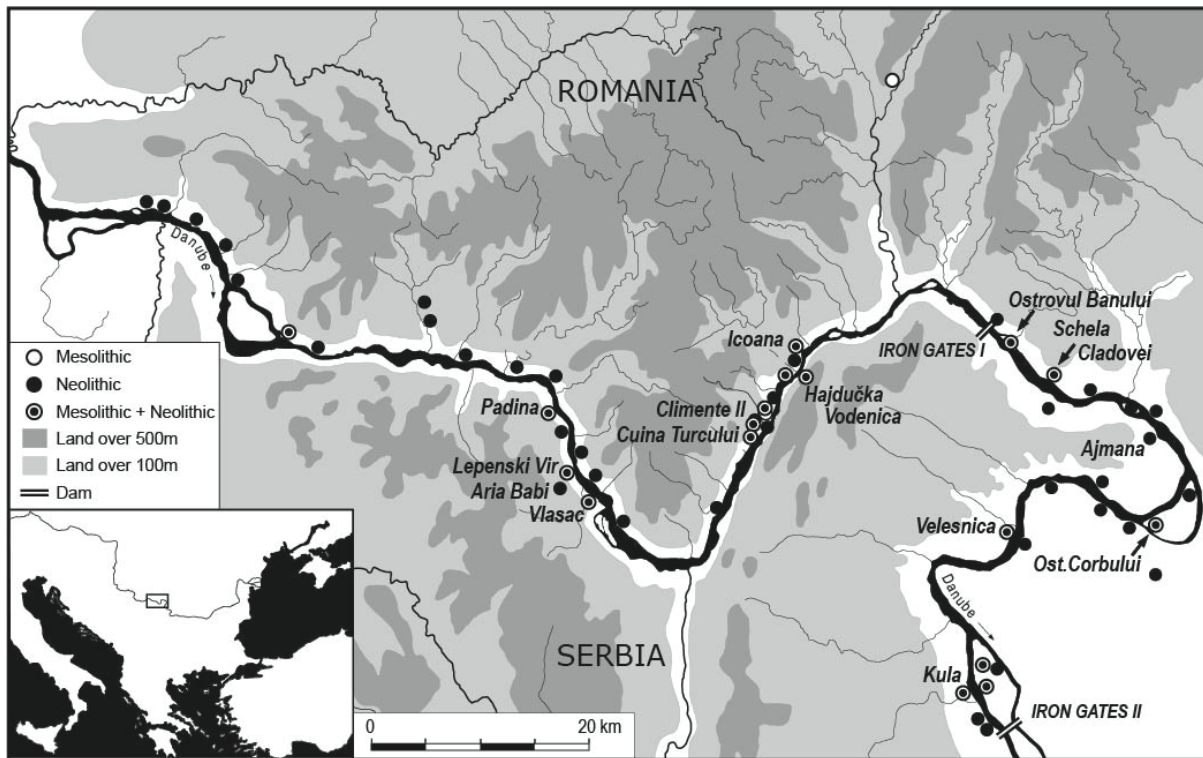 ROMANIA
Danube
Ostrovul Banului
Schela
Cladovei
Icoana
IRON GATES I
Mesolithic
Neolithic
Mesolithic + Neolithic
Land over 500m
Land over 100m
Dam
Padina
Climente II
Cuina Turcului
Hajdučka
Vodenica
Lepenski Vir
Aria Babi
Vlasac
Ajmana
Velesnica
Ost.Corbului
Danube
SERBIA
Kula
IRON GATES II
0 20 km